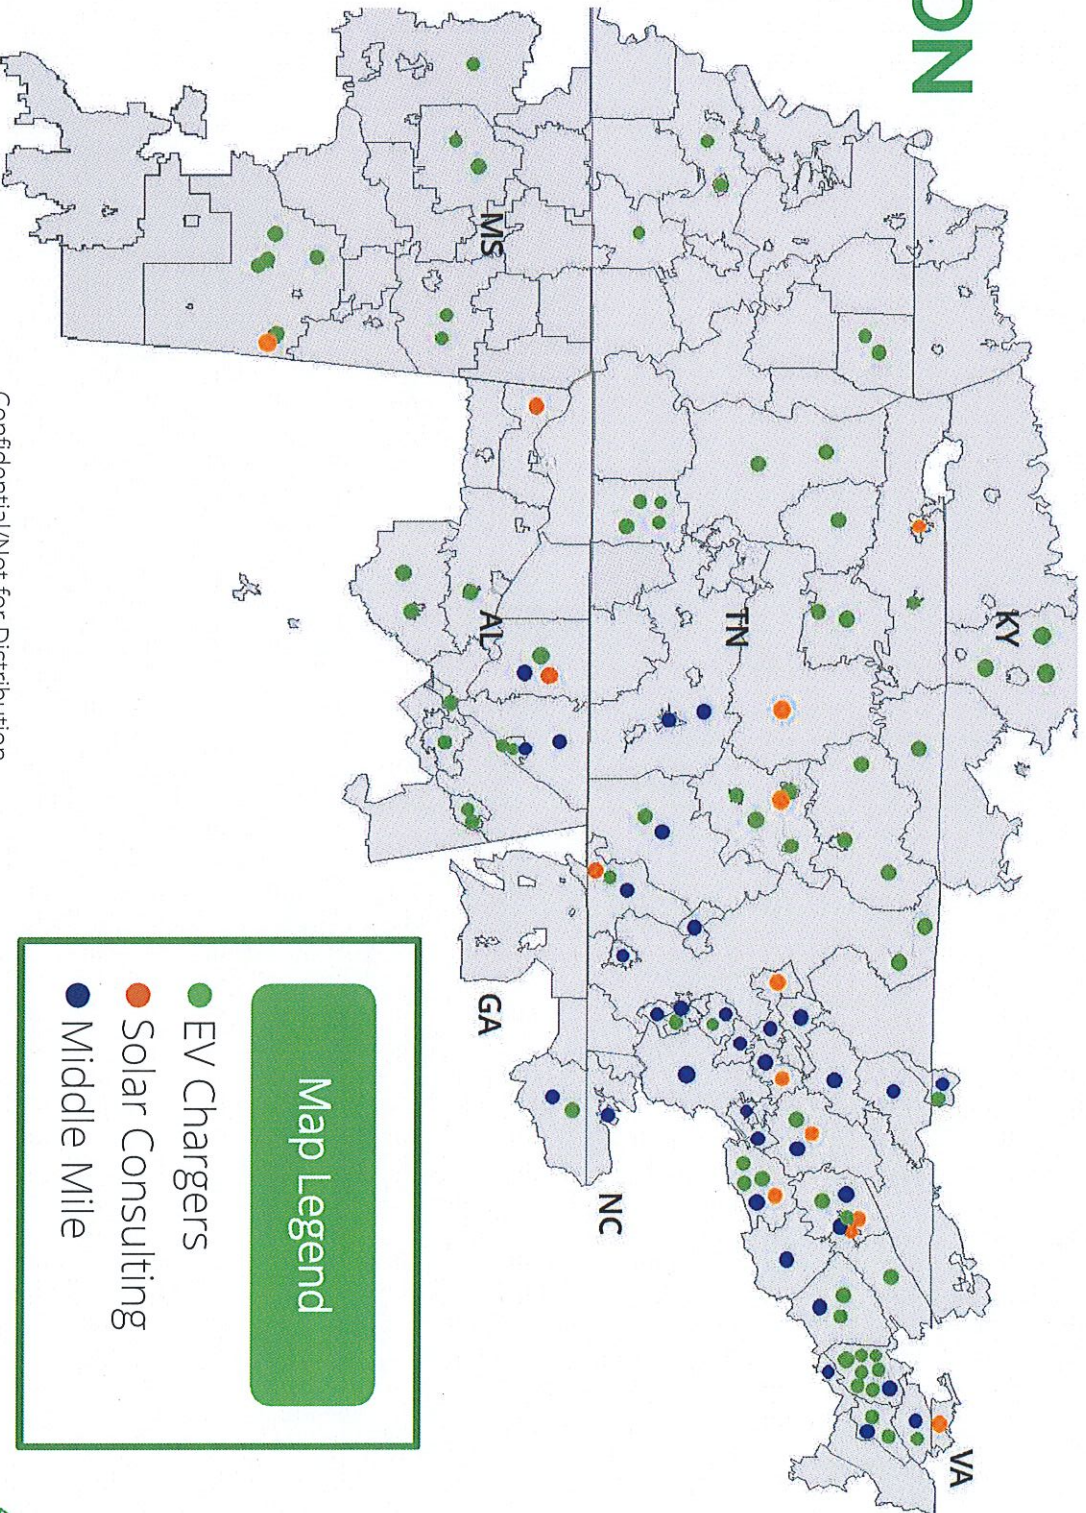 ON
KY
VA
TN
NC
MS
AL
GA
Map Legend
EV Chargers
Solar Consulting
Middle Mile